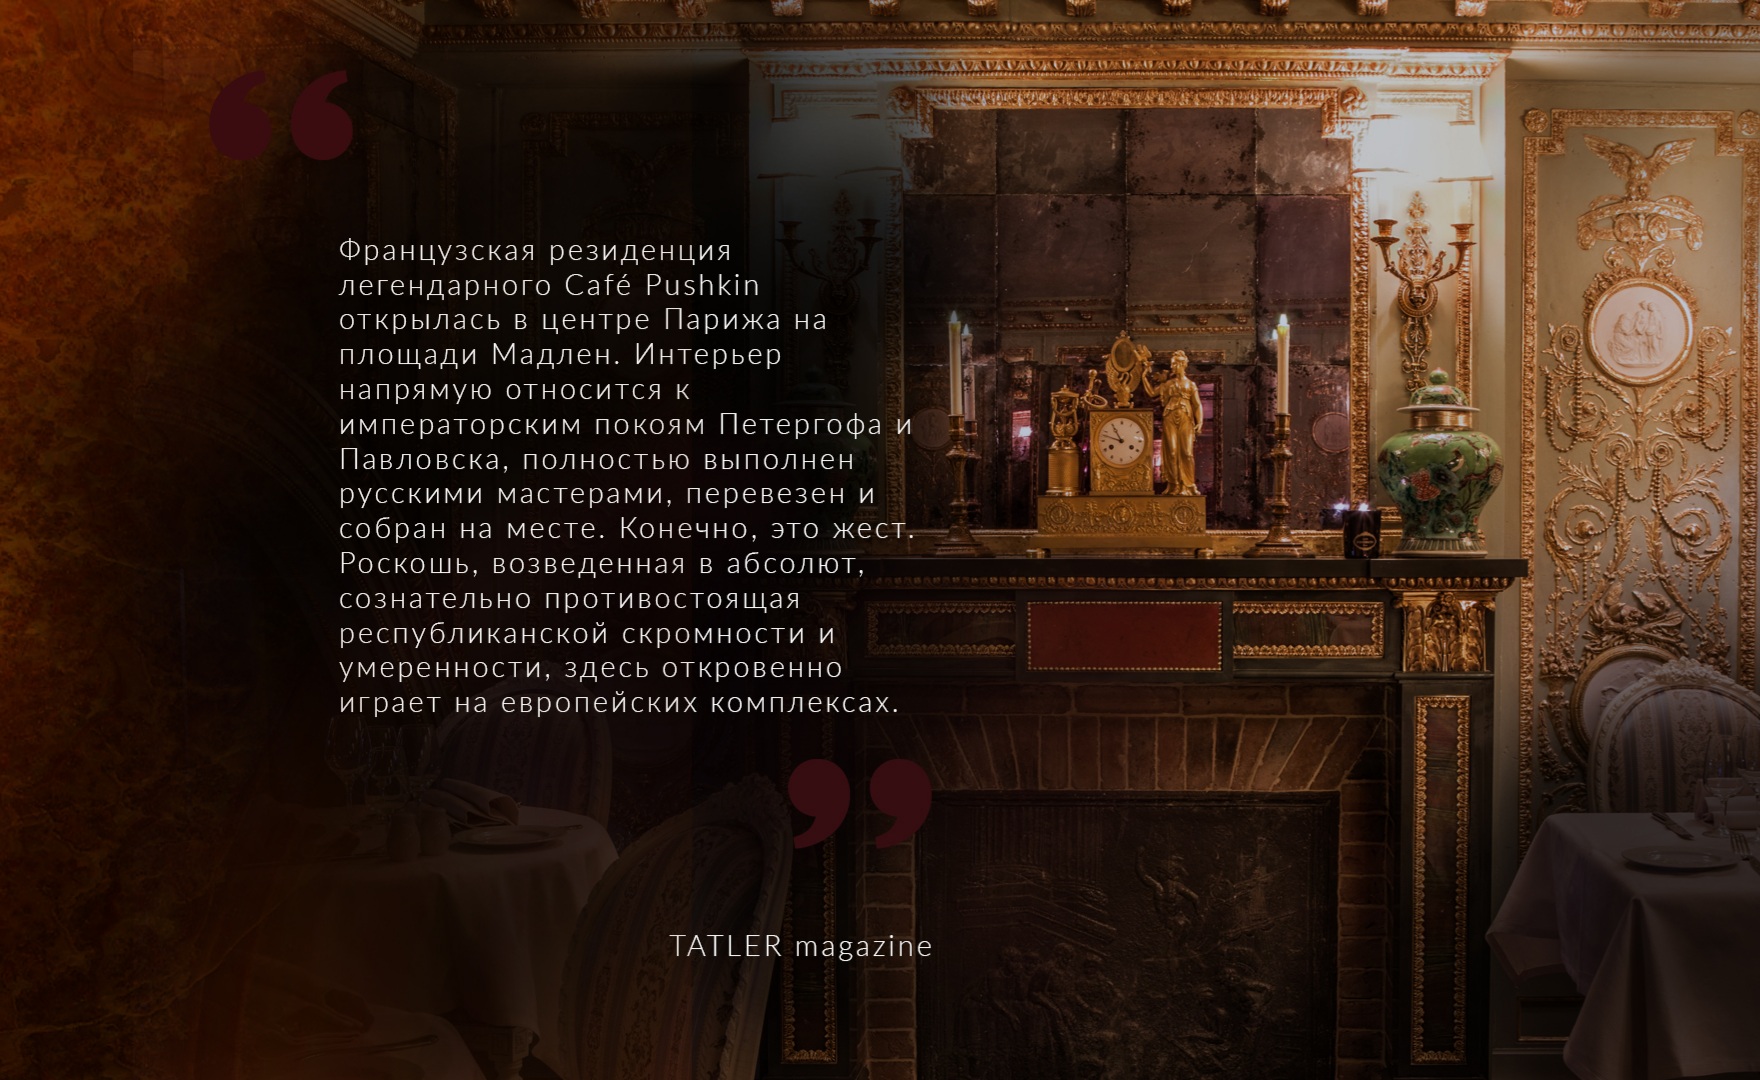 Французская резиденция
легендарного Café Pushkin
открылась в центре Парижа на
площади Мадлен. Интерьер
напрямую относится к
императорским покоям Петергофа и
Павловска, полностью выполнен
русскими мастерами, перевезен и
собран на месте. Конечно, это жест.
Роскошь, возведенная в абсолют,
сознательно противостоящая
республиканской скромности и
умеренности, здесь откровенно
играет на европейских комплексах.
TATLER magazine